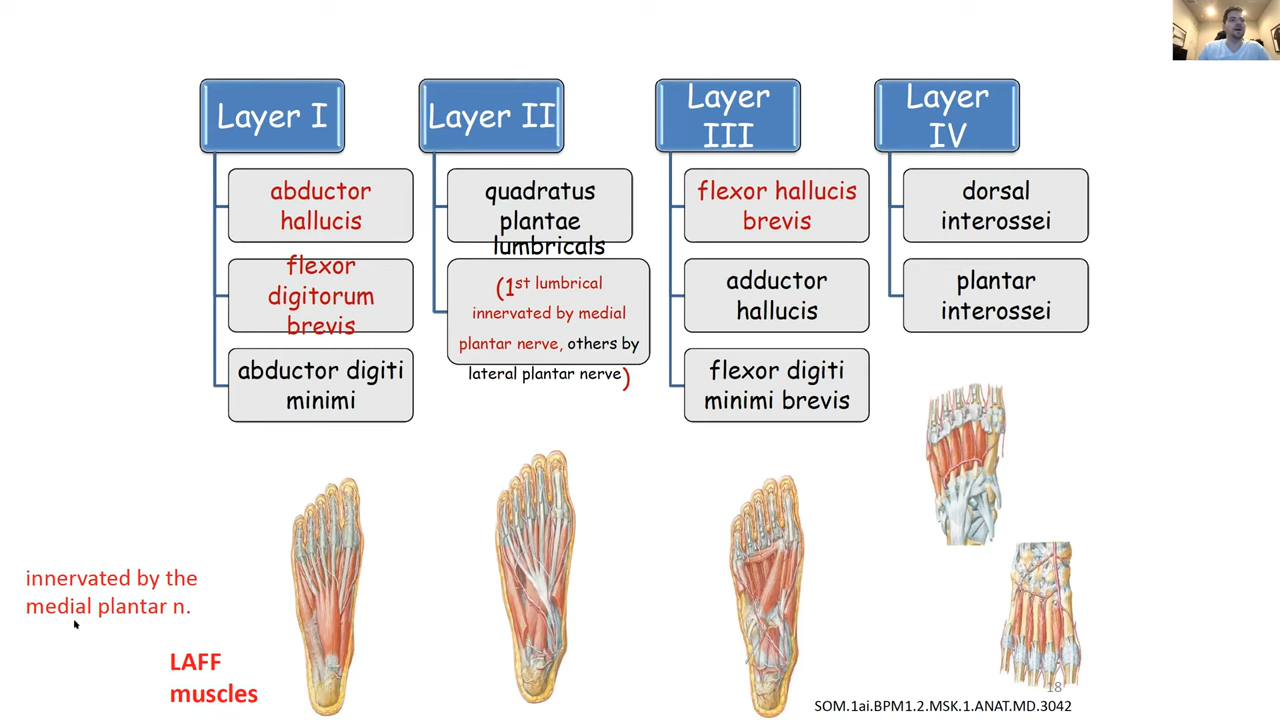 Layer I
abductor
hallucis
flexor
digitorum
brevis
abductor digiti
minimi
Layer II
quadratus
plantae
lumbricals
(1st lumbrical
innervated by medial
plantar nerve, others by
lateral plantar nerve)
Layer
III
flexor hallucis
brevis
adductor
hallucis
flexor digiti
minimi brevis
Layer
IV
dorsal
interossei
plantar
interossei
innervated by the
medial plantar n.
LAFF
muscles
18
SOM.1ai.BPM1.2.MSK.1.ANAT.MD.3042